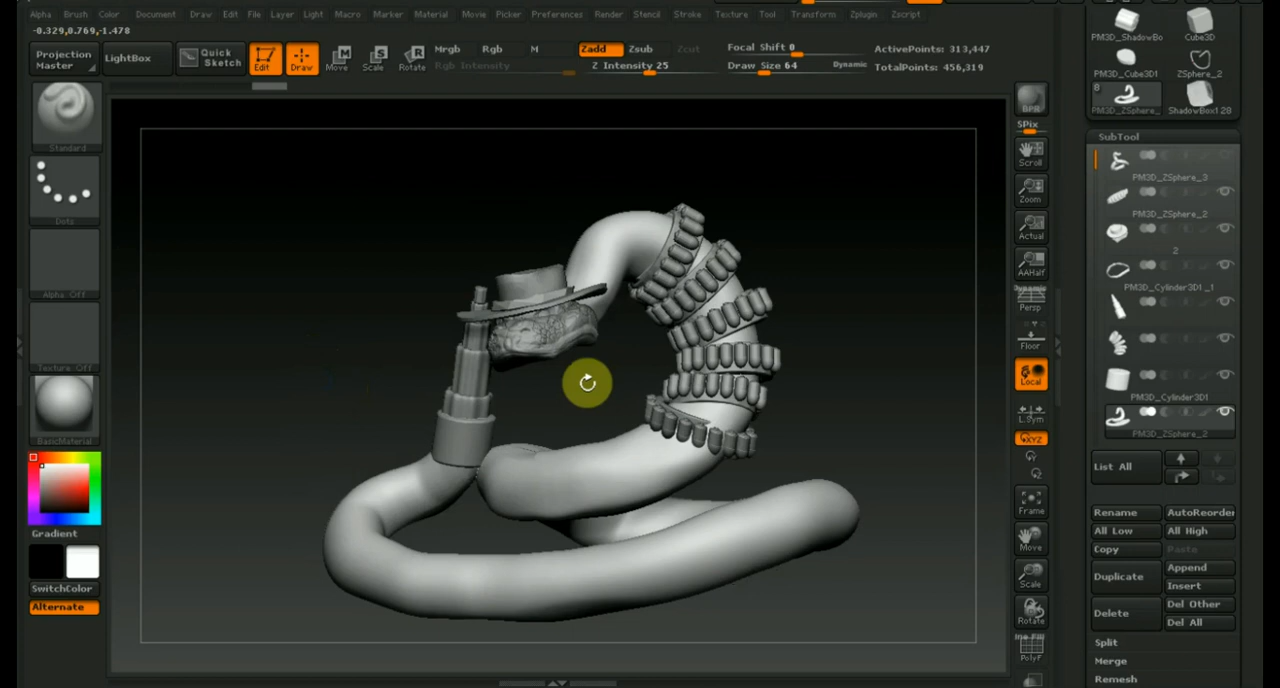 Alpha Brush Color Document Draw Edit File Layer Light Macro Marker Material Movie Picker Preferences Render Stencil Stroke Texture Tool Transform Zplugin Zscript
-0.329,0.769,-1.478
Projection Master
LightBox
Quick Sketch
Edit
Draw
Move
Scale
Rotate
Mrgb Rgb M
Rgb Intensity
Zadd Zsub Zcut
Z Intensity 25
Focal Shift 0
Draw Size 64
Dynamic
ActivePoints: 313,447
TotalPoints: 456,319
Standard
Dots
Alpha Off
Texture Off
BasicMaterial
Gradient
SwitchColor
Alternate
BPR
SPix
Scroll
Zoom
Actual
AAHalf
Dynamic
Persp
Floor
Local
L.Sym
XYZ
Frame
Move
Scale
Rotate
Line Fill
PolyF
PM3D_ShadowBo Cube3D
PM3D_Cube3D1 ZSphere_2
8
PM3D_ZSphere_ ShadowBox128
SubTool
PM3D_ZSphere_3
PM3D_ZSphere_2
2
PM3D_Cylinder3D1_1
PM3D_Cylinder3D1
PM3D_ZSphere_2
List All
Rename AutoReorder
All Low All High
Copy Paste
Duplicate
Append
Insert
Delete
Del Other
Del All
Split
Merge
Remesh